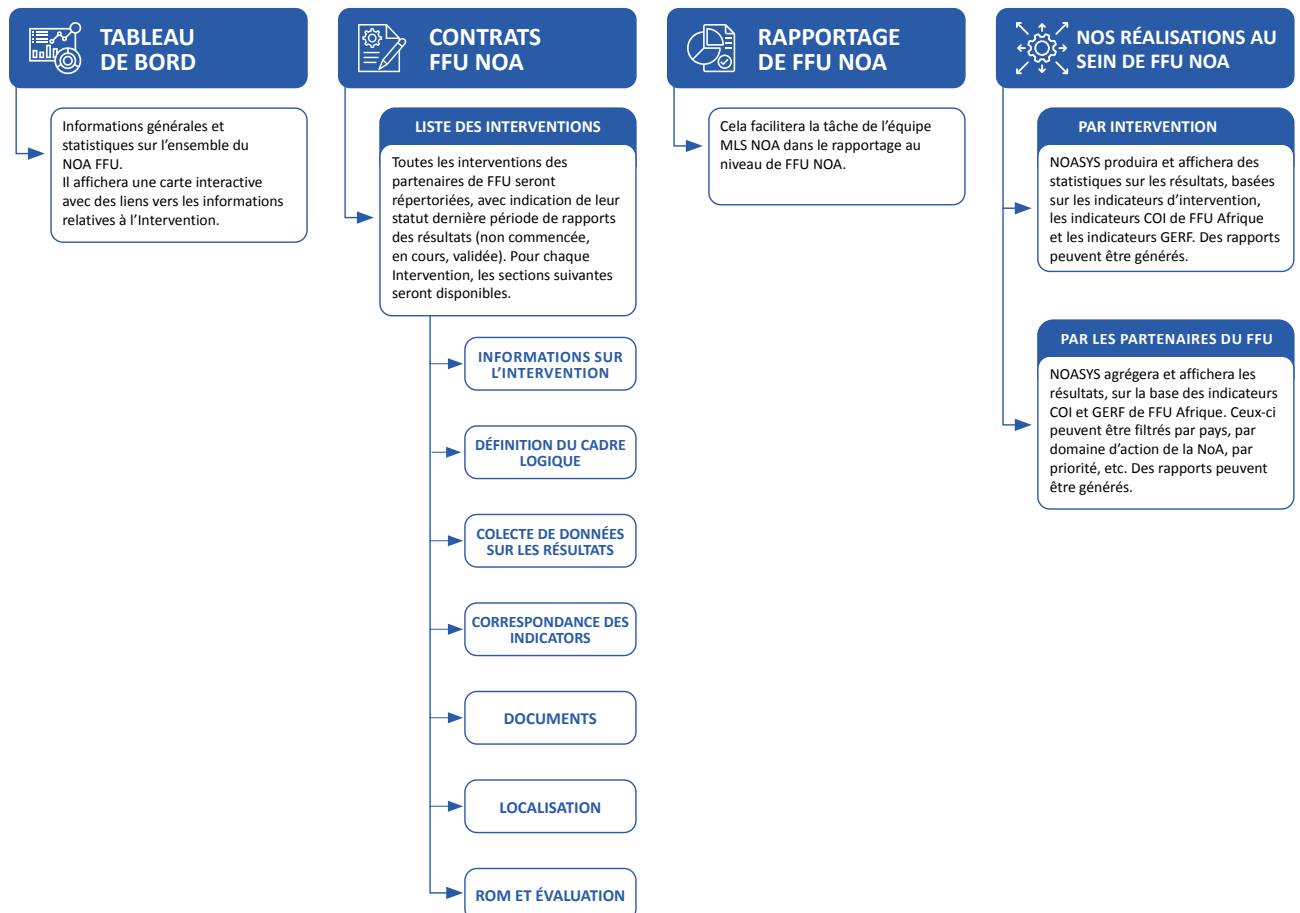 TABLEAU
DE BORD
Informations générales et
statistiques sur l'ensemble du
NOA FFU.
Il affichera une carte interactive
avec des liens vers les informations
relatives à l'Intervention.
CONTRATS
FFU NOA
LISTE DES INTERVENTIONS
Toutes les interventions des
partenaires de FFU seront
répertoriées, avec indication de leur
statut dernière période de rapports
des résultats (non commencée,
en cours, validée). Pour chaque
Intervention, les sections suivantes
seront disponibles.
INFORMATIONS SUR
L'INTERVENTION
DÉFINITION DU CADRE
LOGIQUE
COLECTE DE DONNÉES
SUR LES RÉSULTATS
CORRESPONDANCE DES
INDICATORS
DOCUMENTS
LOCALISATION
ROM ET ÉVALUATION
RAPPORTAGE
DE FFU NOA
Cela facilitera la tâche de l'équipe
MLS NOA dans le rapportage au
niveau de FFU NOA.
NOS RÉALISATIONS AU
SEIN DE FFU NOA
PAR INTERVENTION
NOASYS produira et affichera des
statistiques sur les résultats, basées
sur les indicateurs d'intervention,
les indicateurs COI de FFU Afrique
et les indicateurs GERF. Des rapports
peuvent être générés.
PAR LES PARTENAIRES DU FFU
NOASYS agrégera et affichera les
résultats, sur la base des indicateurs
COI et GERF de FFU Afrique. Ceux-ci
peuvent être filtrés par pays, par
domaine d'action de la NoA, par
priorité, etc. Des rapports peuvent
être générés.